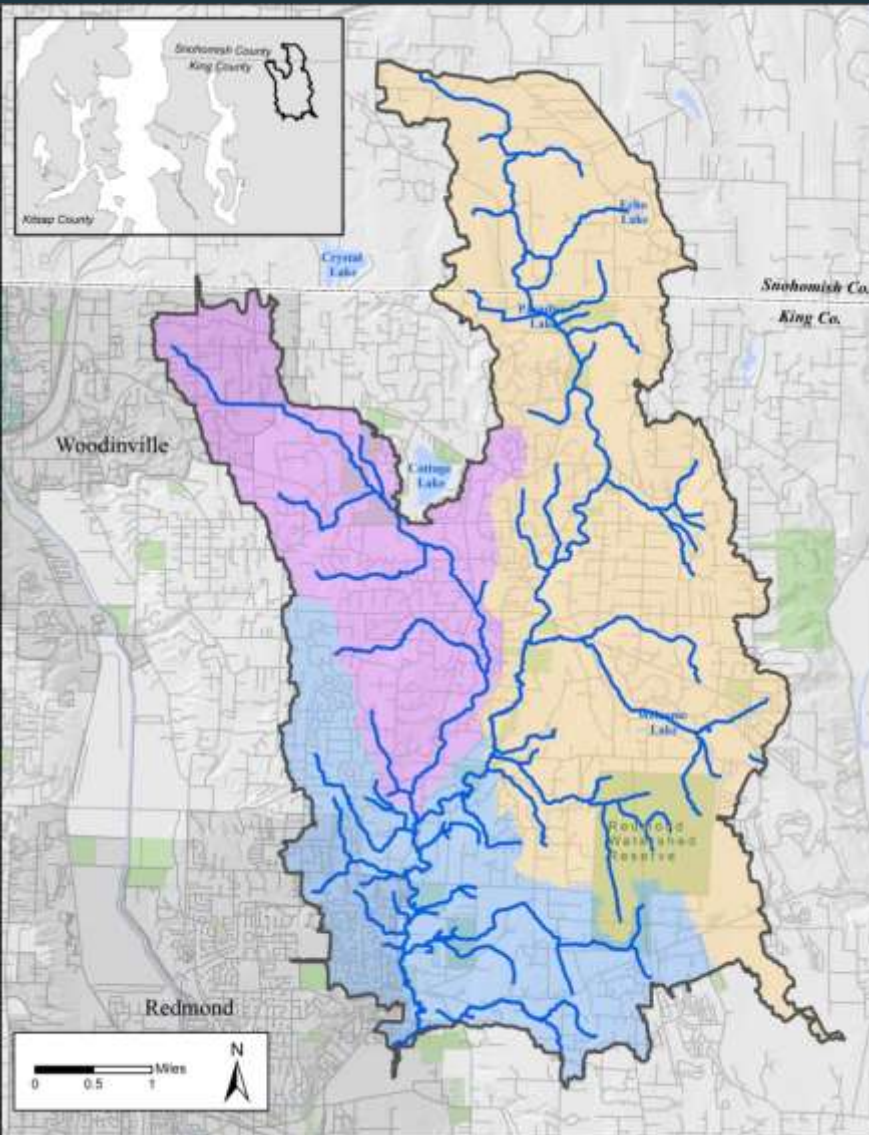 Snohomish County
King County
Kitsap County
Crystal
Lake
Echo
Lake
Snohomish Co.
King Co.
Lake
Woodinville
Cottage
Lake
Welcome
Lake
Redmond
Watershed
Reserve
Redmond
Miles
0 0.5 1
N